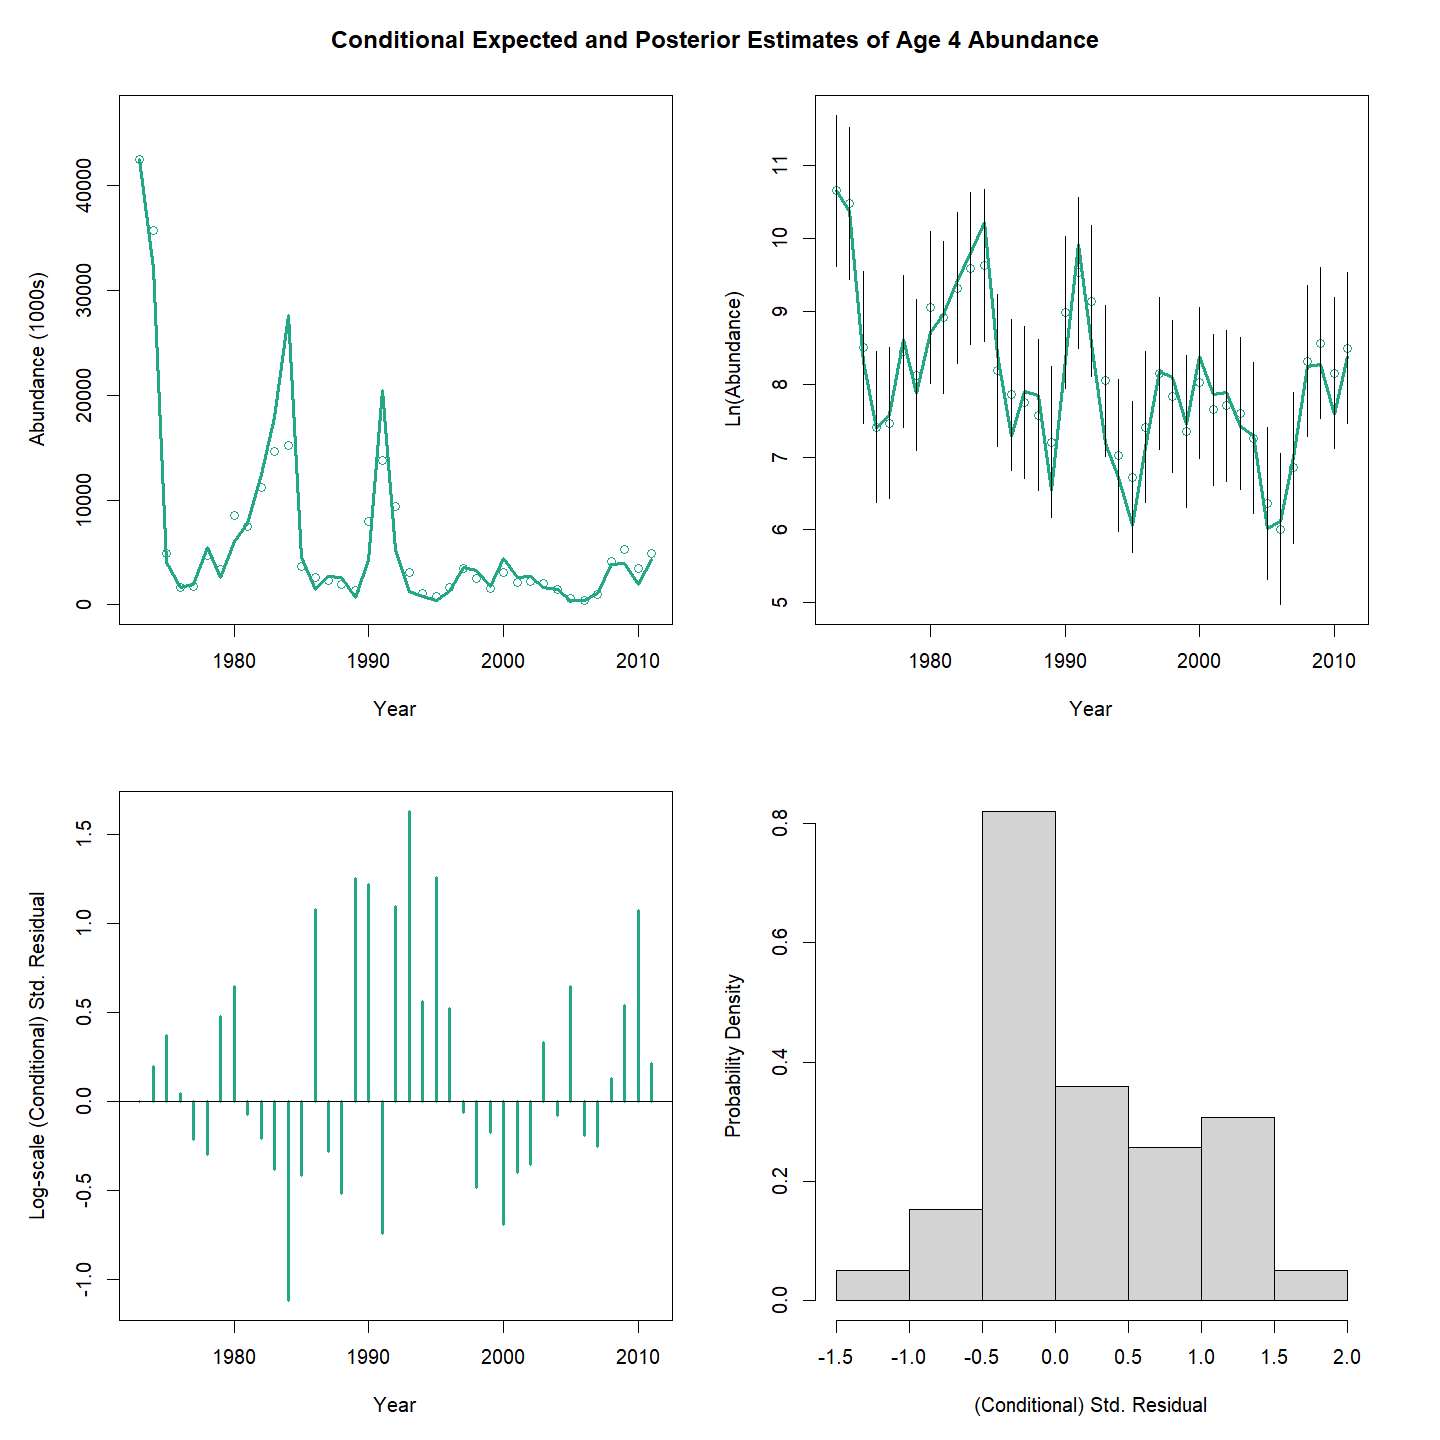 Conditional Expected and Posterior Estimates of Age 4 Abundance
Abundance (1000s)
40000
30000
20000
10000
0
1980 1990 2000 2010
Year
Ln(Abundance)
11
10
9
8
7
6
5
1980 1990 2000 2010
Year
Log-scale (Conditional) Std. Residual
1.5
1.0
0.5
0.0
-0.5
-1.0
1980 1990 2000 2010
Year
Probability Density
0.8
0.6
0.4
0.2
0.0
-1.5 -1.0 -0.5 0.0 0.5 1.0 1.5 2.0
(Conditional) Std. Residual